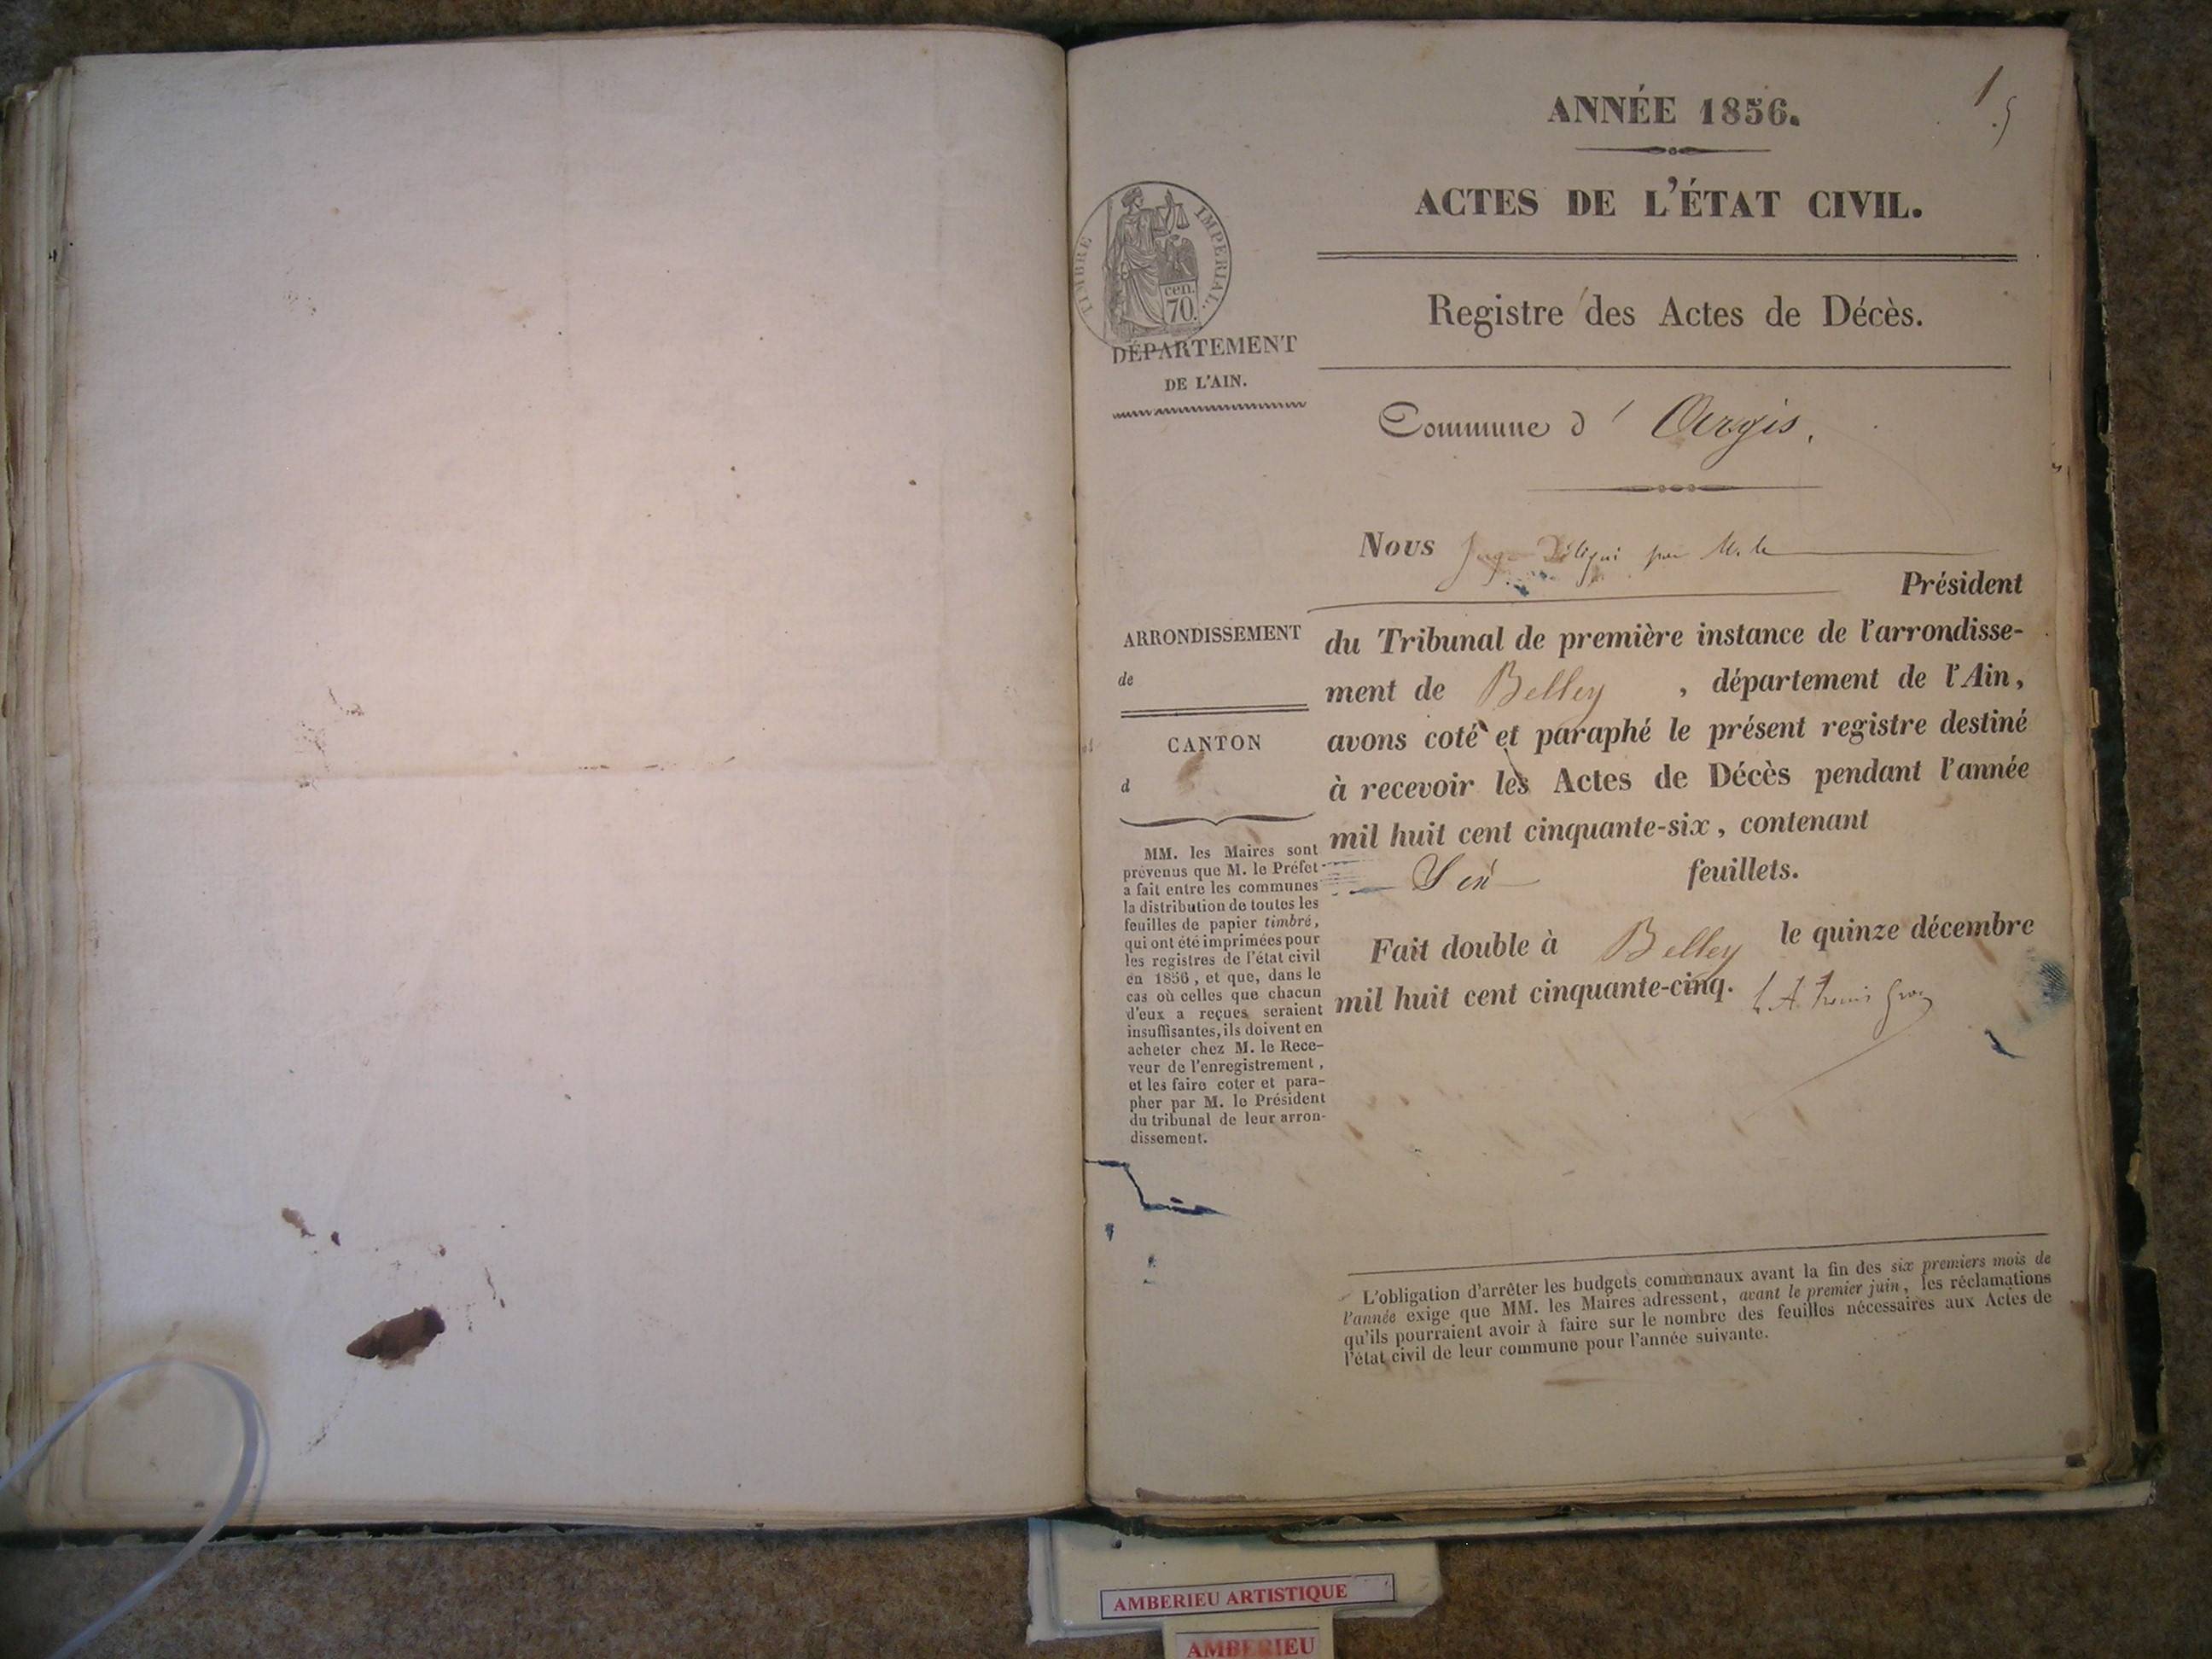 1
ANNÉE 1856.
ACTES DE L'ÉTAT CIVIL.
TIMBRE IMPERIAL.
cen.
70.
Registre des Actes de Décès.
DÉPARTEMENT
DE L'AIN.
Commune d' Argis.
Nous Juge Délégué par M. le
Président
du Tribunal de première instance de l'arrondisse-
ment de Belley , département de l'Ain,
avons coté et paraphé le présent registre destiné
à recevoir les Actes de Décès pendant l'année
mil huit cent cinquante-six, contenant
feuillets.
Fait double à Belley le quinze décembre
mil huit cent cinquante-cinq.
ARRONDISSEMENT
de
CANTON
d
MM. les Maires sont
prévenus que M. le Préfet
a fait entre les communes
la distribution de toutes les
feuilles de papier timbré,
qui ont été imprimées pour
les registres de l'état civil
en 1856, et que, dans le
cas où celles que chacun
d'eux a reçues seraient
insuffisantes, ils doivent en
acheter chez M. le Rece-
veur de l'enregistrement,
et les faire coter et para-
pher par M. le Président
du tribunal de leur arron-
dissement.
L'obligation d'arrêter les budgets communaux avant la fin des six premiers mois de
l'année exige que MM. les Maires adressent, avant le premier juin, les réclamations
qu'ils pourraient avoir à faire sur le nombre des feuilles nécessaires aux Actes de
l'état civil de leur commune pour l'année suivante.
AMBERIEU ARTISTIQUE
AMBERIEU